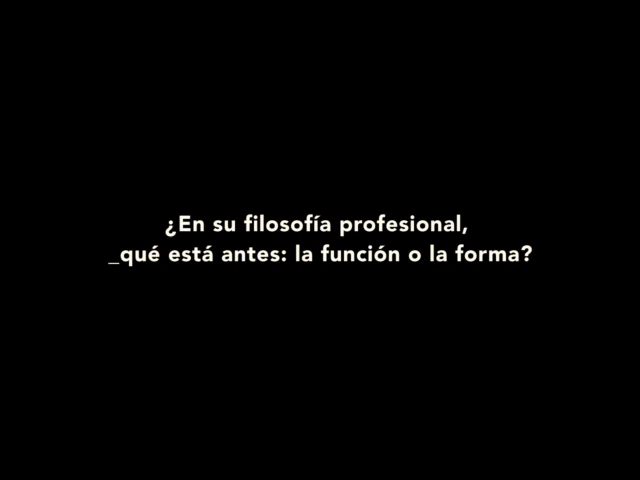 ¿En su filosofía profesional,
_qué está antes: la función o la forma?